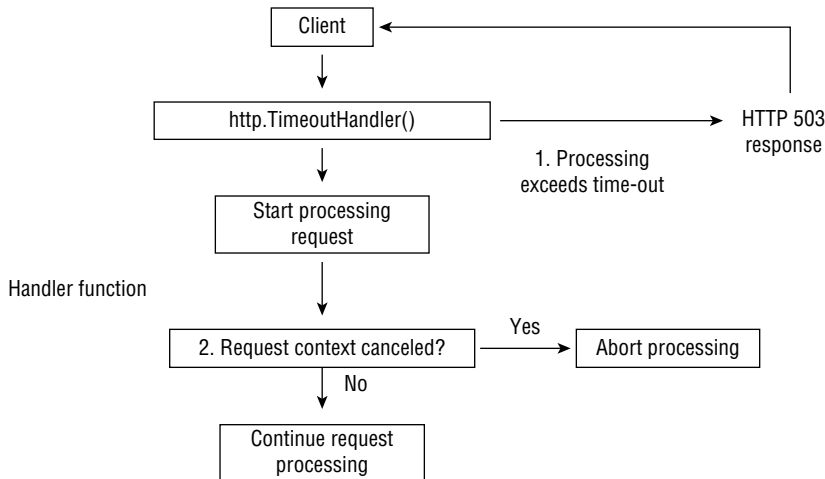 Client
http.TimeoutHandler()
HTTP 503
response
1. Processing
exceeds time-out
Start processing
request
Handler function
2. Request context canceled?
Yes
Abort processing
No
Continue request
processing